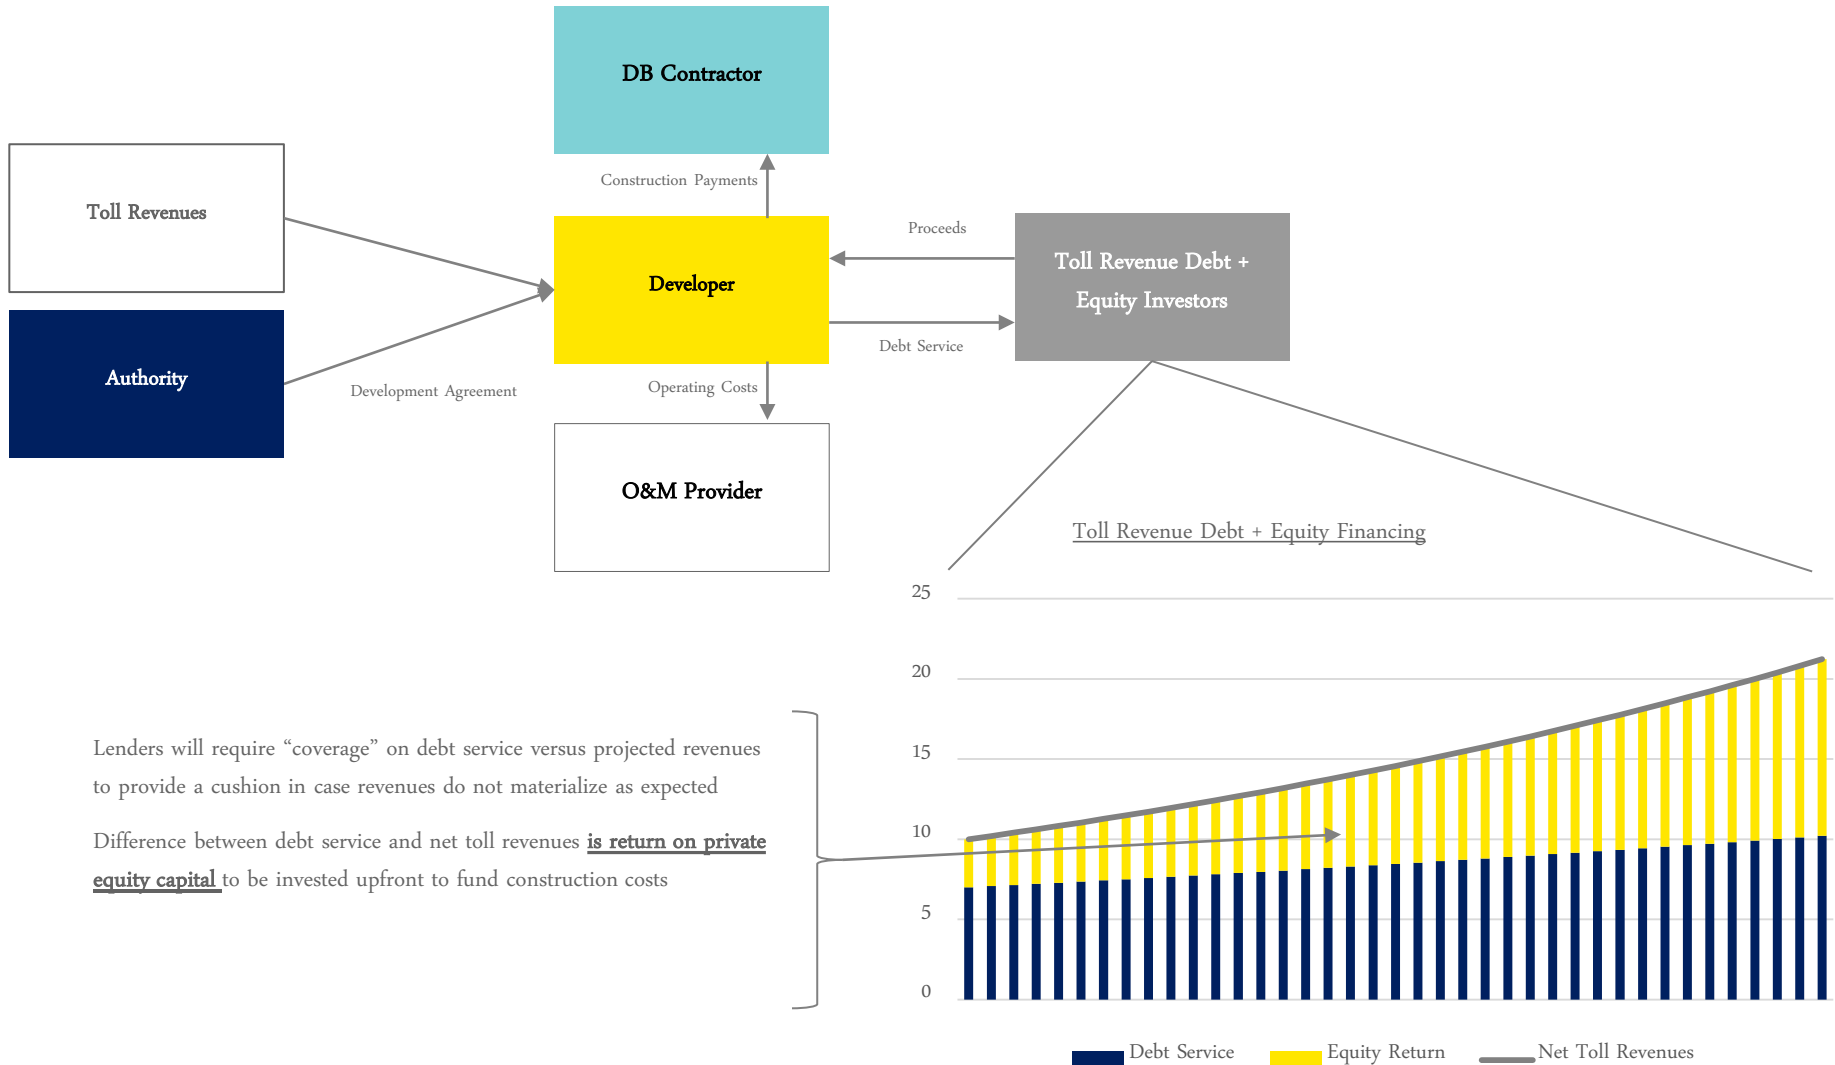 DB Contractor
Construction Payments
Toll Revenues
Developer
Proceeds
Toll Revenue Debt +
Equity Investors
Debt Service
Authority
Development Agreement
Operating Costs
O&M Provider
Toll Revenue Debt + Equity Financing
25
20
15
10
5
0
Lenders will require “coverage” on debt service versus projected revenues
to provide a cushion in case revenues do not materialize as expected
Difference between debt service and net toll revenues is return on private
equity capital to be invested upfront to fund construction costs
Debt Service
Equity Return
Net Toll Revenues